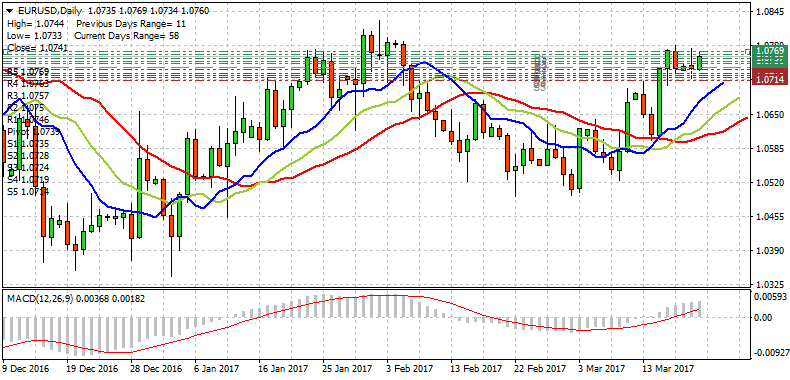 EURUSD,Daily 1.0735 1.0769 1.0734 1.0760
High= 1.0744 Previous Days Range= 11
Low= 1.0733 Current Days Range= 58
Close= 1.0741
R5 1.0769
R4 1.0763
R3 1.0757
R2 1.0752
R1 1.0746
Pivot 1.0739
S1 1.0735
S2 1.0728
S3 1.0724
S4 1.0719
S5 1.0714
1.0845
1.0769
1.0714
1.0650
1.0585
1.0520
1.0455
1.0390
1.0325
MACD(12,26,9) 0.00368 0.00182
0.00593
0.00
-0.00927
9 Dec 2016
19 Dec 2016
28 Dec 2016
6 Jan 2017
16 Jan 2017
25 Jan 2017
3 Feb 2017
13 Feb 2017
22 Feb 2017
3 Mar 2017
13 Mar 2017